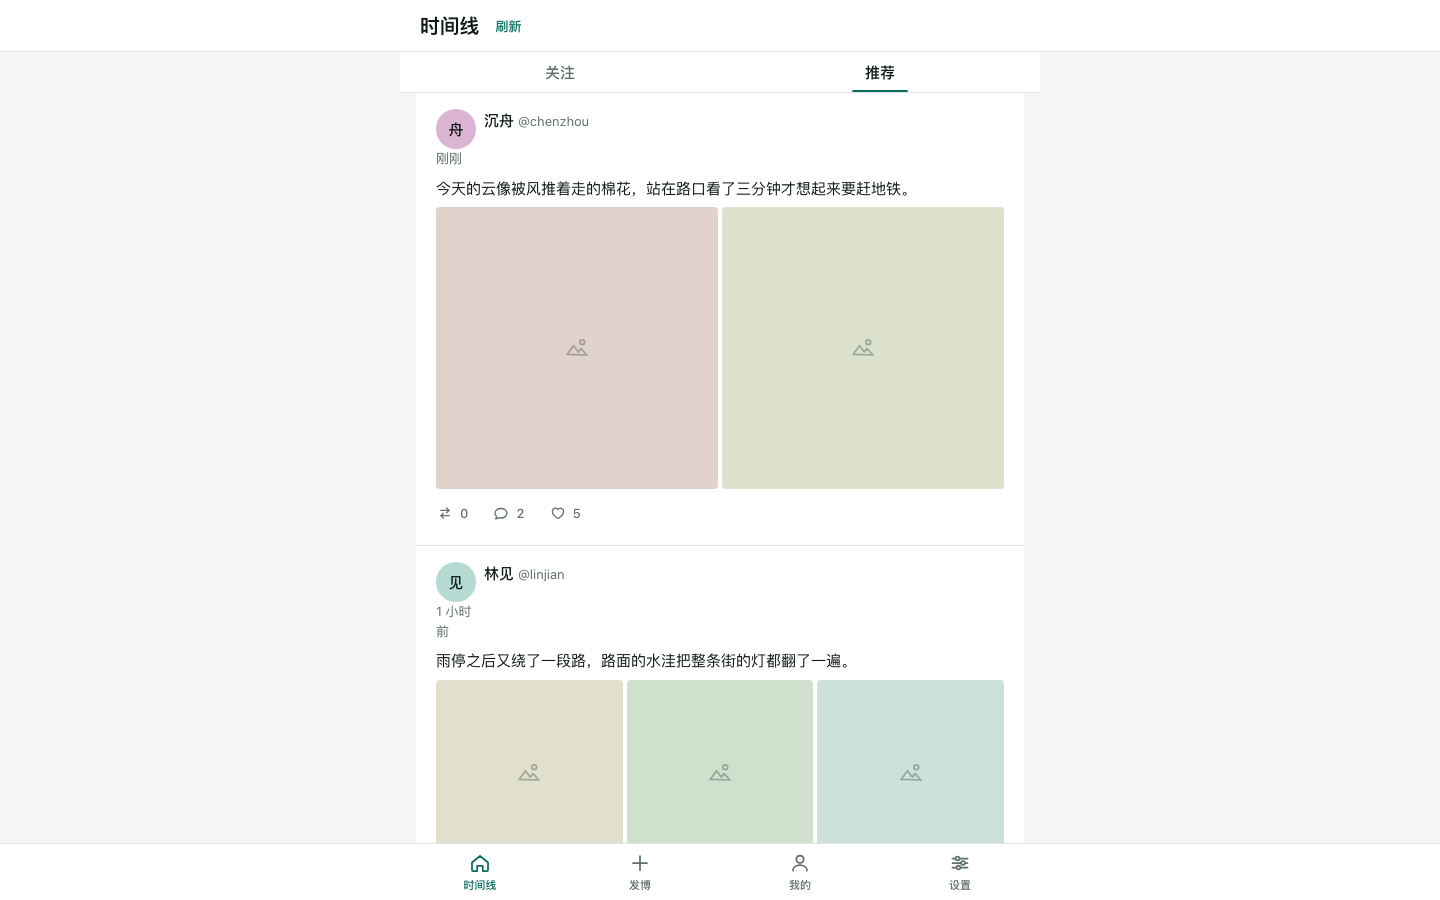 时间线 刷新
关注 推荐
舟 沉舟 @chenzhou
刚刚
今天的云像被风推着走的棉花，站在路口看了三分钟才想起来要赶地铁。
0 2 5
见 林见 @linjian
1 小时
前
雨停之后又绕了一段路，路面的水洼把整条街的灯都翻了一遍。
时间线 发博 我的 设置